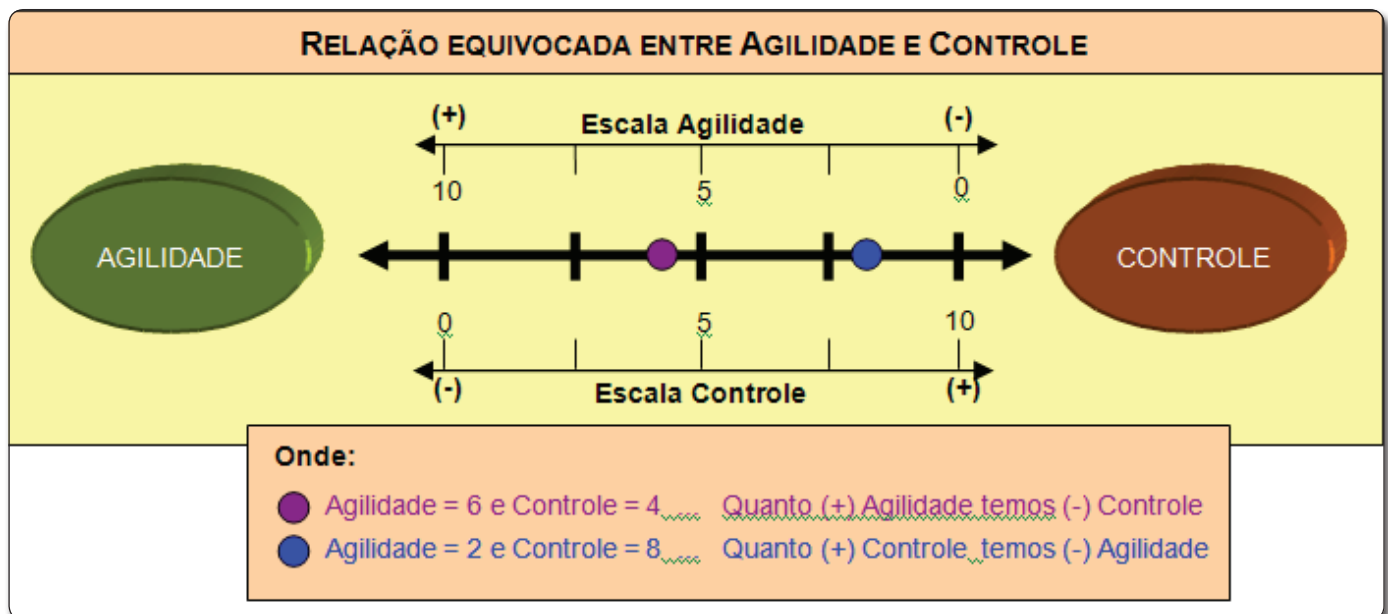 RELAÇÃO EQUIVOCADA ENTRE AGILIDADE E CONTROLE
(+) Escala Agilidade (-)
10 5 0
AGILIDADE
CONTROLE
0 5 10
(-) Escala Controle (+)
Onde:
Agilidade = 6 e Controle = 4 Quanto (+) Agilidade temos (-) Controle
Agilidade = 2 e Controle = 8 Quanto (+) Controle temos (-) Agilidade